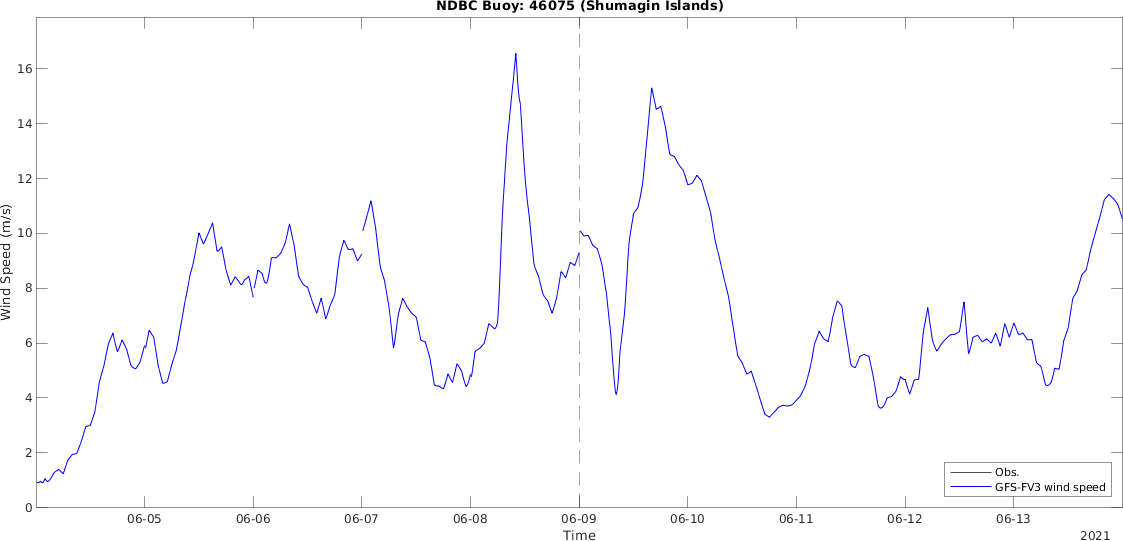 NDBC Buoy: 46075 (Shumagin Islands)
Wind Speed (m/s)
16
14
12
10
8
6
4
2
0
Obs.
GFS-FV3 wind speed
06-05 06-06 06-07 06-08 06-09 06-10 06-11 06-12 06-13
Time
2021